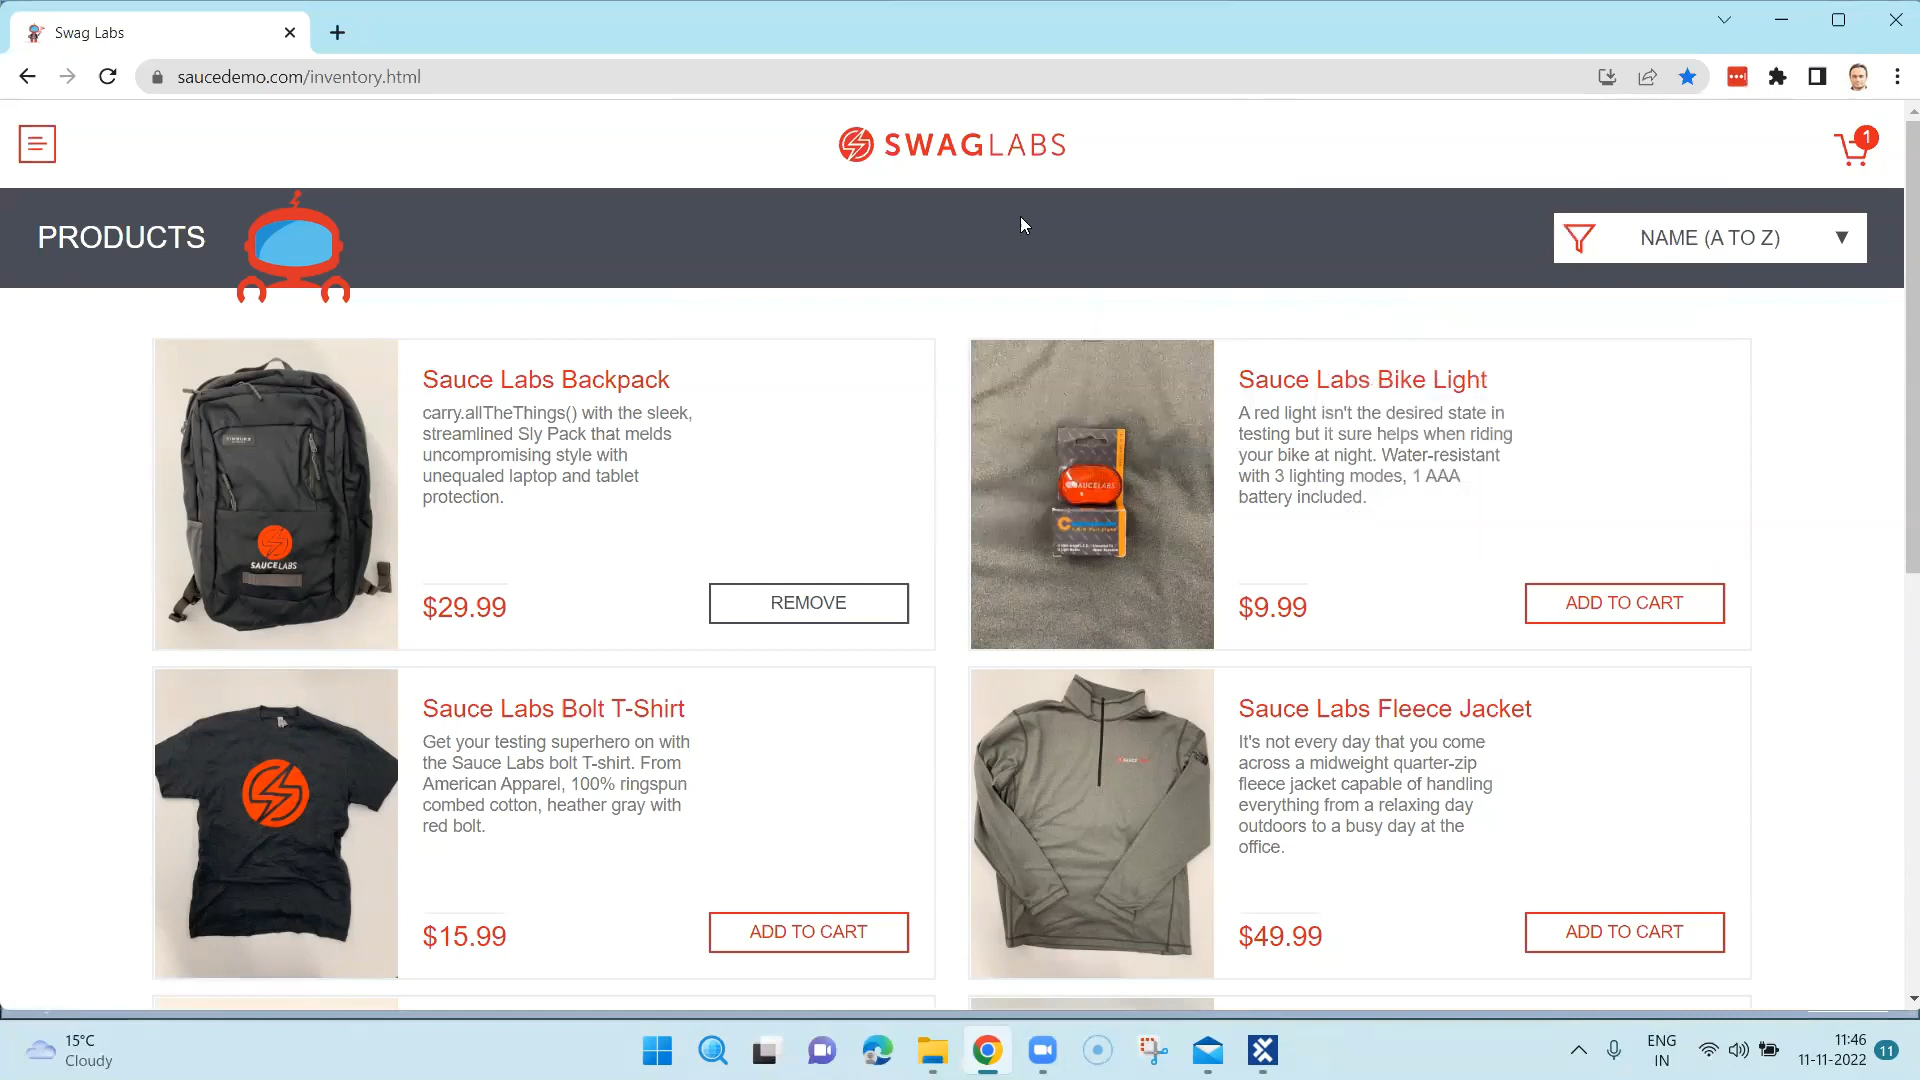 Swag Labs
saucedemo.com/inventory.html
SWAGLABS
1
PRODUCTS
NAME (A TO Z)
Sauce Labs Backpack
carry.allTheThings() with the sleek,
streamlined Sly Pack that melds
uncompromising style with
unequaled laptop and tablet
protection.
$29.99
REMOVE
SAUCELABS
Sauce Labs Bike Light
A red light isn't the desired state in
testing but it sure helps when riding
your bike at night. Water-resistant
with 3 lighting modes, 1 AAA
battery included.
$9.99
ADD TO CART
SAUCELABS
Sauce Labs Bolt T-Shirt
Get your testing superhero on with
the Sauce Labs bolt T-shirt. From
American Apparel, 100% ringspun
combed cotton, heather gray with
red bolt.
$15.99
ADD TO CART
Sauce Labs Fleece Jacket
It's not every day that you come
across a midweight quarter-zip
fleece jacket capable of handling
everything from a relaxing day
outdoors to a busy day at the
office.
$49.99
ADD TO CART
15°C
Cloudy
ENG
IN
11:46
11-11-2022
11